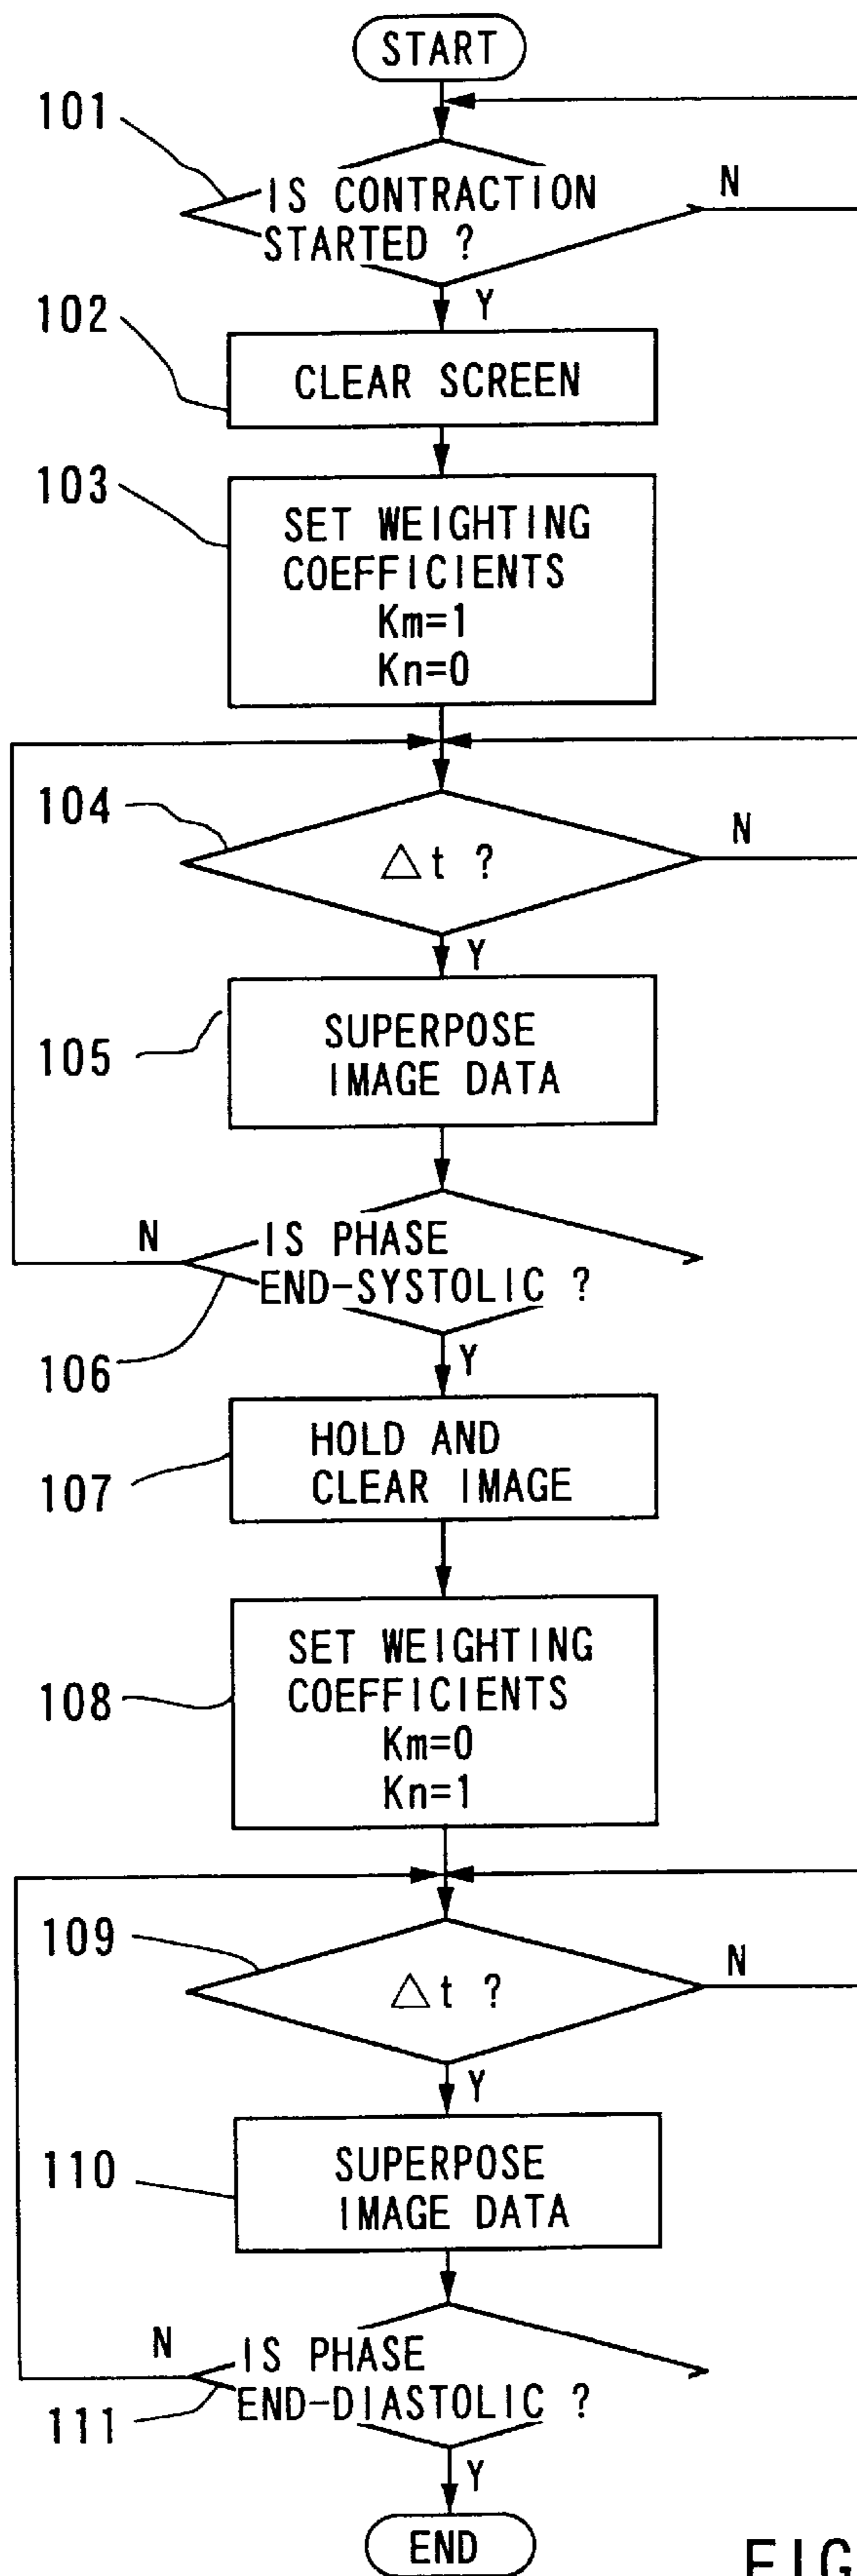 START
101
IS CONTRACTION
STARTED ?
N
Y
102
CLEAR SCREEN
103
SET WEIGHTING
COEFFICIENTS
Km=1
Kn=0
104
△t ?
N
Y
105
SUPERPOSE
IMAGE DATA
N
IS PHASE
END-SYSTOLIC ?
106
Y
107
HOLD AND
CLEAR IMAGE
108
SET WEIGHTING
COEFFICIENTS
Km=0
Kn=1
109
△t ?
N
Y
110
SUPERPOSE
IMAGE DATA
N
IS PHASE
END-DIASTOLIC ?
111
Y
END
FIG